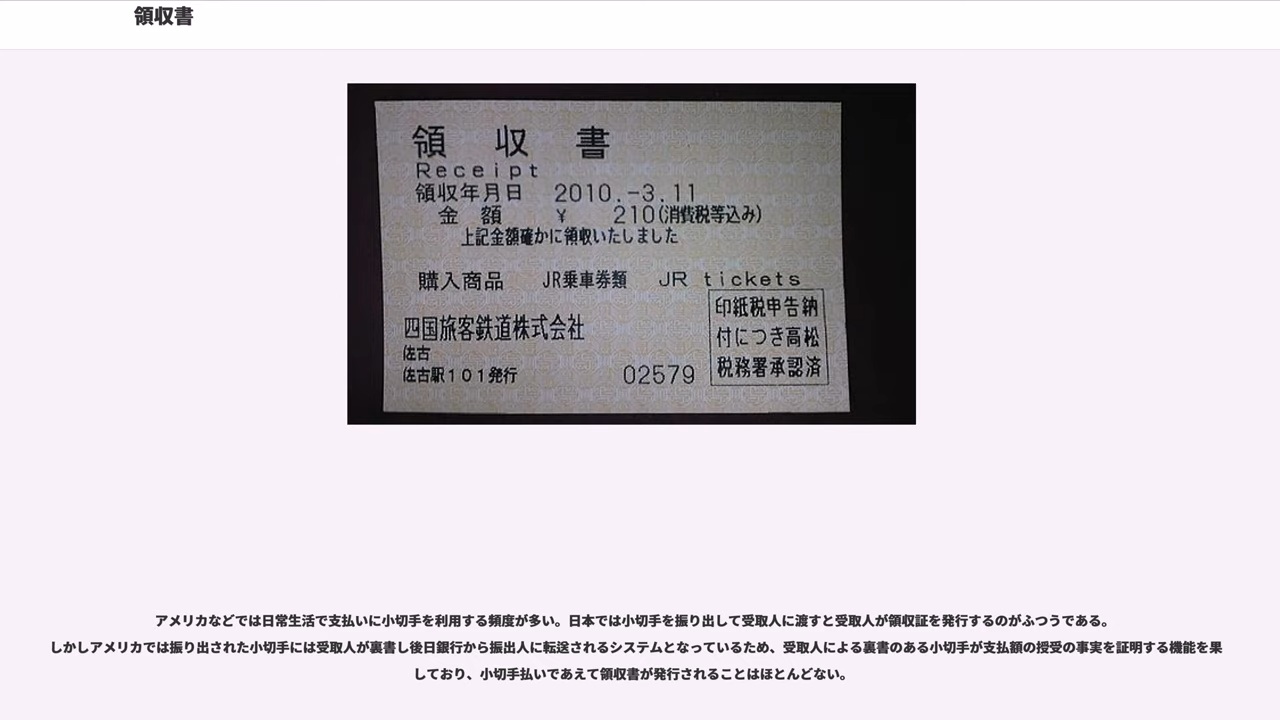 領収書
領収書
Receipt
領収年月日 2010.-3.11
金額 ¥ 210(消費税等込み)
上記金額確かに領収いたしました
購入商品 JR乗車券類 JR tickets
四国旅客鉄道株式会社
佐古
佐古駅101発行
02579
印紙税申告納
付につき高松
税務署承認済
アメリカなどでは日常生活で支払いに小切手を利用する頻度が多い。日本では小切手を振り出して受取人に渡すと受取人が領収証を発行するのがふつうである。
しかしアメリカでは振り出された小切手には受取人が裏書し後日銀行から振出人に転送されるシステムとなっているため、受取人による裏書のある小切手が支払額の授受の事実を証明する機能を果
しており、小切手払いであえて領収書が発行されることはほとんどない。